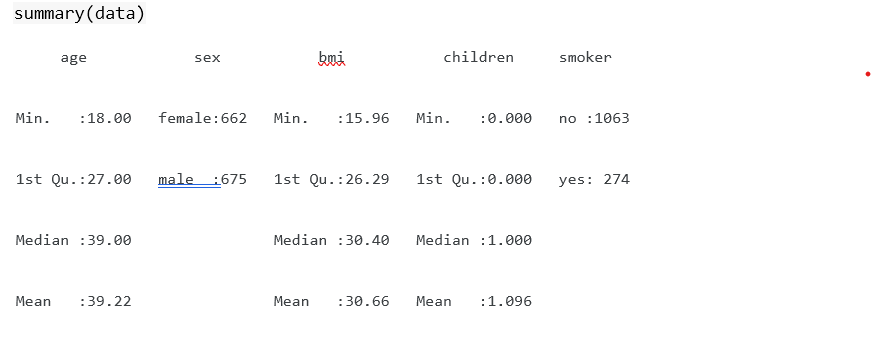 summary(data)
age sex bmi children smoker
Min. :18.00 female:662 Min. :15.96 Min. :0.000 no :1063
1st Qu.:27.00 male :675 1st Qu.:26.29 1st Qu.:0.000 yes: 274
Median :39.00 Median :30.40 Median :1.000
Mean :39.22 Mean :30.66 Mean :1.096